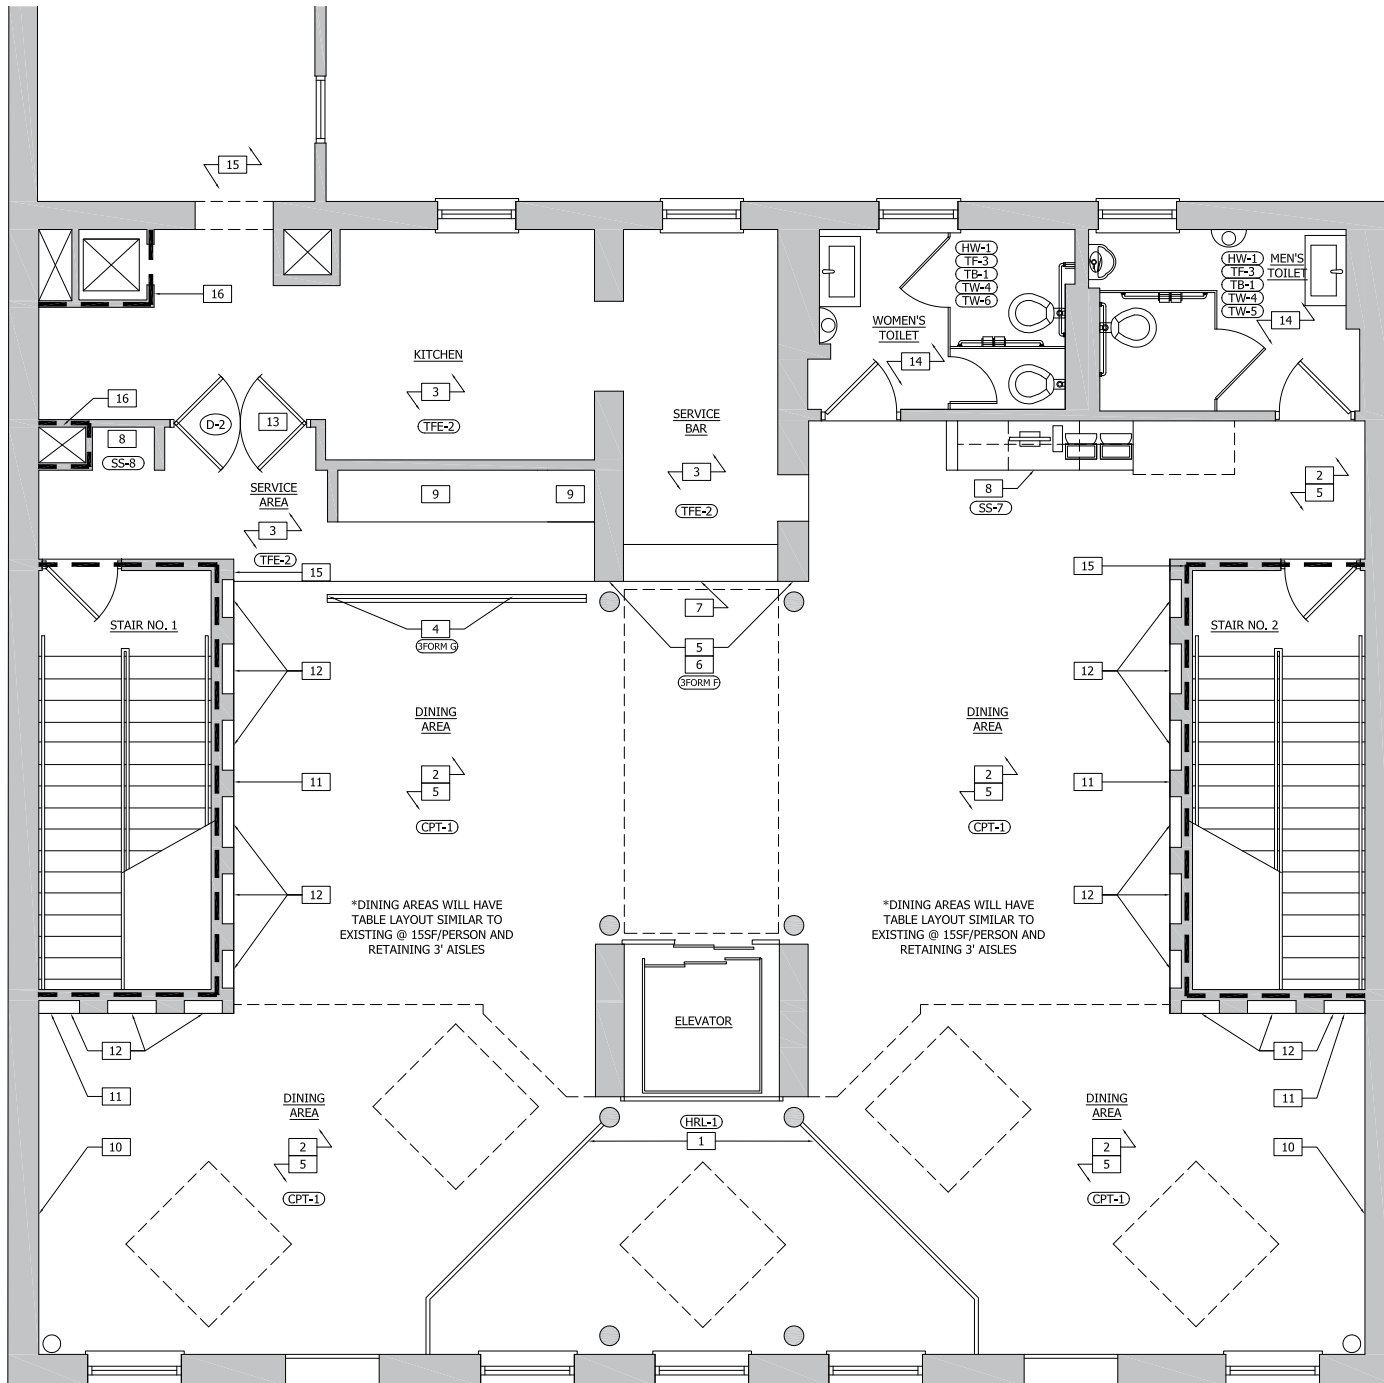 15
HW-1
TF-3
TB-1
TW-4
TW-6
HW-1
TF-3
TB-1
TW-4
TW-5
MEN'S
TOILET
16
WOMEN'S
TOILET
14
14
KITCHEN
3
TFE-2
16
D-2
13
8
SS-8
SERVICE
BAR
3
TFE-2
SERVICE
AREA
3
TFE-2
9
9
8
SS-7
2
5
15
15
STAIR NO. 1
4
3FORM G
7
5
6
3FORM F
STAIR NO. 2
12
12
DINING
AREA
2
5
CPT-1
DINING
AREA
2
5
CPT-1
11
11
12
12
*DINING AREAS WILL HAVE
TABLE LAYOUT SIMILAR TO
EXISTING @ 15SF/PERSON AND
RETAINING 3' AISLES
*DINING AREAS WILL HAVE
TABLE LAYOUT SIMILAR TO
EXISTING @ 15SF/PERSON AND
RETAINING 3' AISLES
ELEVATOR
12
12
11
11
DINING
AREA
2
5
CPT-1
HRL-1
1
DINING
AREA
2
5
CPT-1
10
10